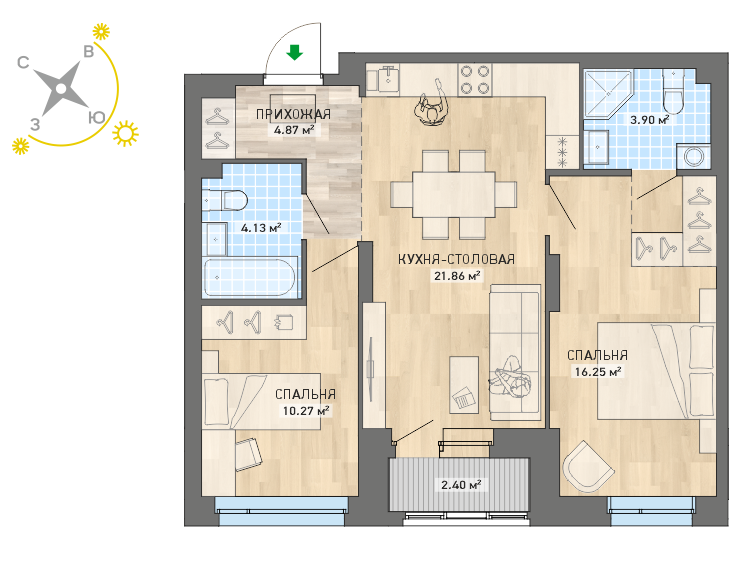 С
В
З
Ю
ПРИХОЖАЯ
4.87 м²
3.90 м²
4.13 м²
КУХНЯ-СТОЛОВАЯ
21.86 м²
СПАЛЬНЯ
16.25 м²
СПАЛЬНЯ
10.27 м²
2.40 м²